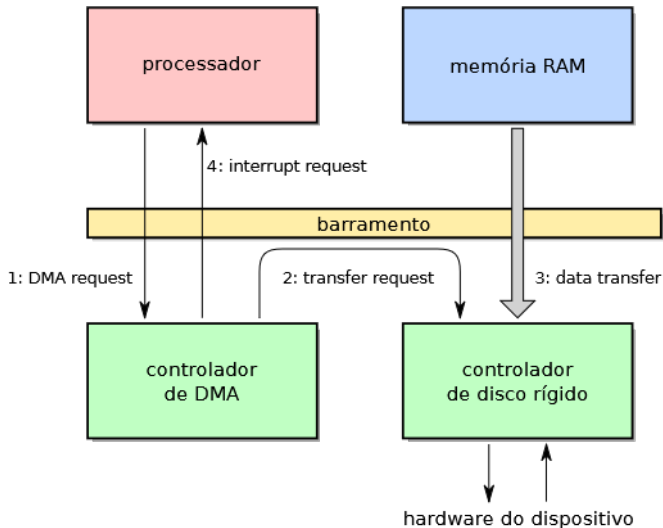 processador
memória RAM
4: interrupt request
barramento
1: DMA request
2: transfer request
3: data transfer
controlador
de DMA
controlador
de disco rígido
hardware do dispositivo